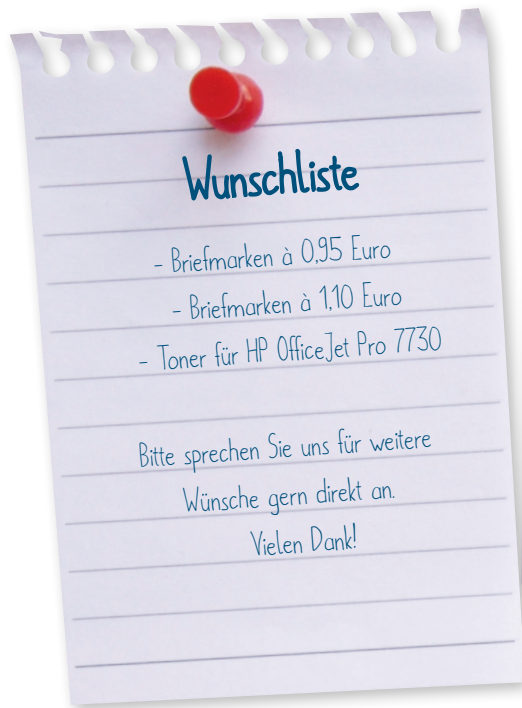 Wunschliste
- Briefmarken à 0,95 Euro
- Briefmarken à 1,10 Euro
- Toner für HP OfficeJet Pro 7730
Bitte sprechen Sie uns für weitere
Wünsche gern direkt an.
Vielen Dank!